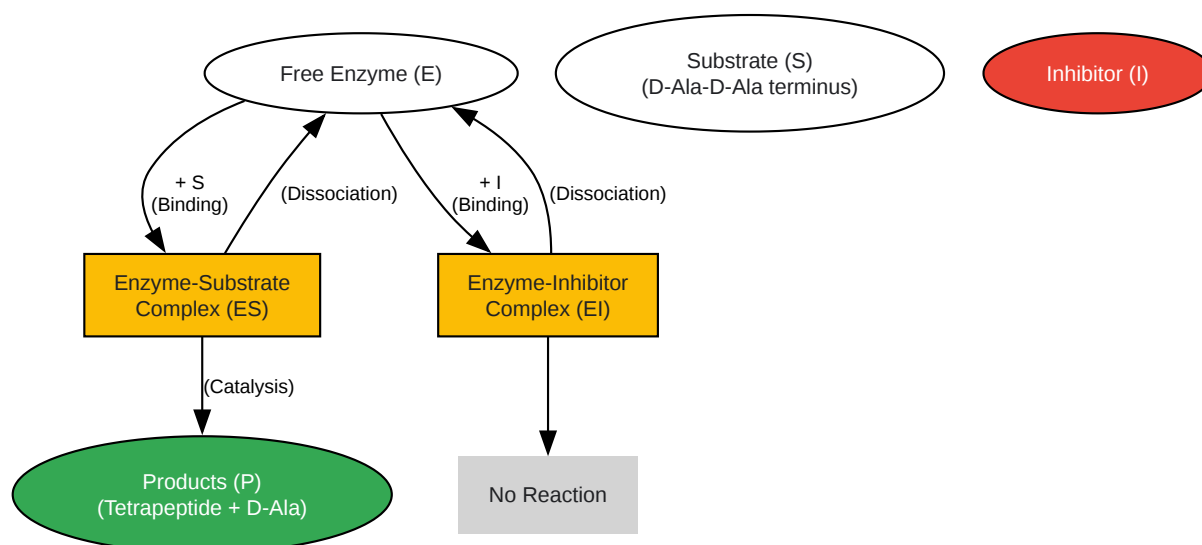 Free Enzyme (E)
Substrate (S)
(D-Ala-D-Ala terminus)
Inhibitor (I)
+ S
(Binding)
(Dissociation)
+ I
(Binding)
(Dissociation)
Enzyme-Substrate
Complex (ES)
Enzyme-Inhibitor
Complex (EI)
(Catalysis)
Products (P)
(Tetrapeptide + D-Ala)
No Reaction